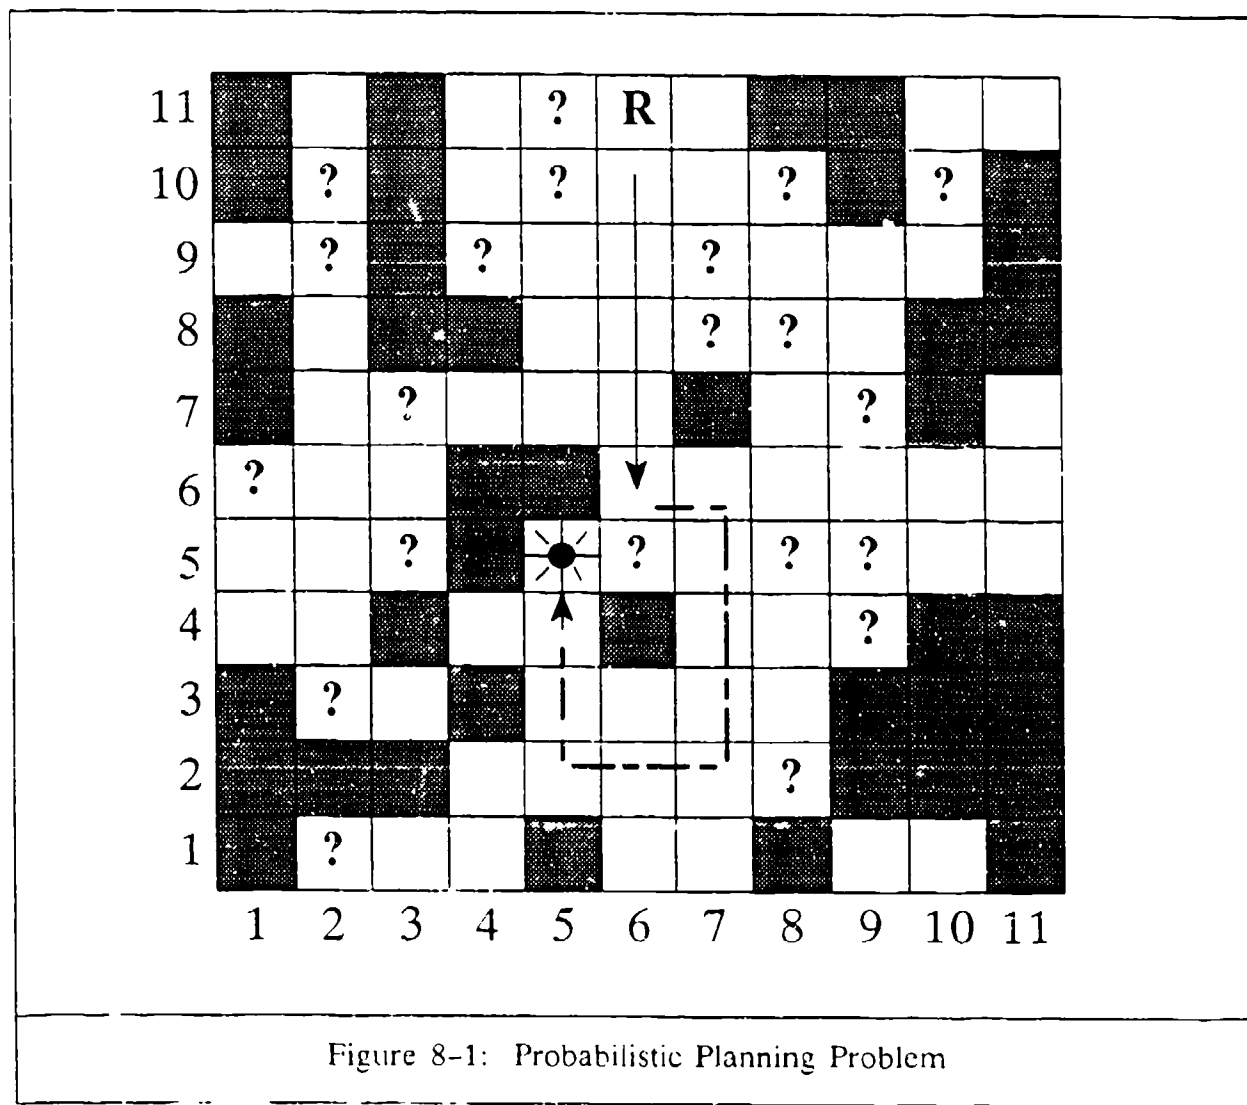 11 ? R
10 ? ? ? ?
9 ? ? ?
8 ? ?
7 ? ?
6 ?
5 ? ? ? ?
4 ?
3 ?
2 ?
1 ?
1 2 3 4 5 6 7 8 9 10 11
Figure 8-1: Probabilistic Planning Problem